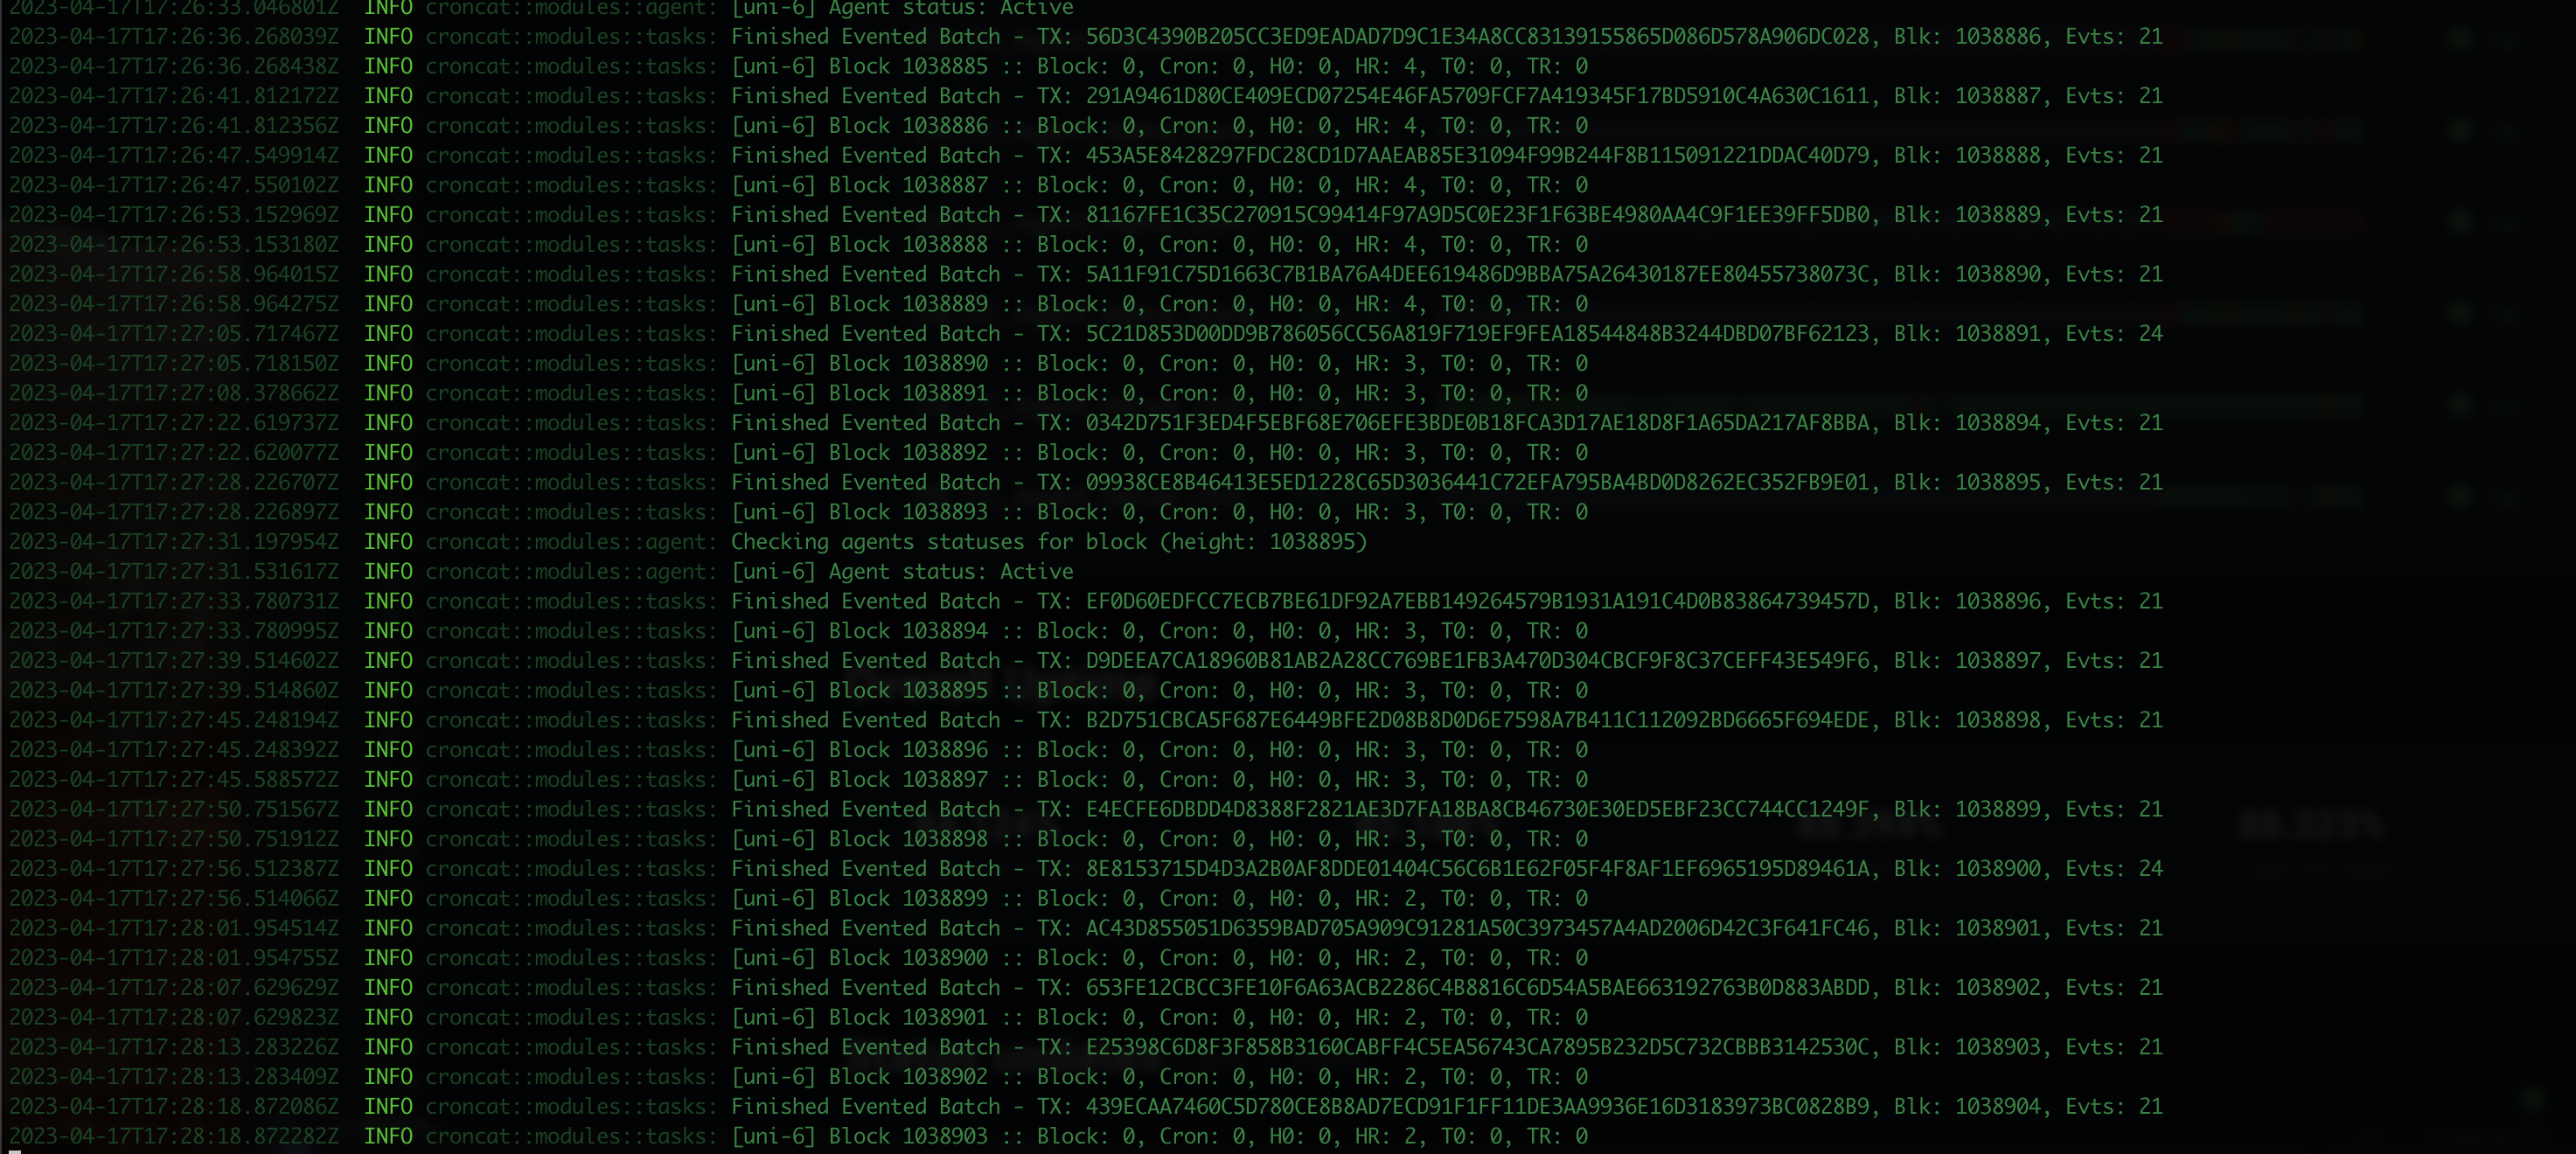 2023-04-17T17:26:33.046801Z INFO croncat::modules::agent: [uni-6] Agent status: Active
2023-04-17T17:26:36.268039Z INFO croncat::modules::tasks: Finished Evented Batch - TX: 56D3C4390B205CC3ED9EADAD7D9C1E34A8CC83139155865D086D578A906DC028, Blk: 1038886, Evts: 21
2023-04-17T17:26:36.268438Z INFO croncat::modules::tasks: [uni-6] Block 1038885 :: Block: 0, Cron: 0, H0: 0, HR: 4, T0: 0, TR: 0
2023-04-17T17:26:41.812172Z INFO croncat::modules::tasks: Finished Evented Batch - TX: 291A9461D80CE409ECD07254E46FA5709FCF7A419345F17BD5910C4A630C1611, Blk: 1038887, Evts: 21
2023-04-17T17:26:41.812356Z INFO croncat::modules::tasks: [uni-6] Block 1038886 :: Block: 0, Cron: 0, H0: 0, HR: 4, T0: 0, TR: 0
2023-04-17T17:26:47.549914Z INFO croncat::modules::tasks: Finished Evented Batch - TX: 453A5E8428297FDC28CD1D7AAEAB85E31094F99B244F8B115091221DDAC40D79, Blk: 1038888, Evts: 21
2023-04-17T17:26:47.550102Z INFO croncat::modules::tasks: [uni-6] Block 1038887 :: Block: 0, Cron: 0, H0: 0, HR: 4, T0: 0, TR: 0
2023-04-17T17:26:53.152969Z INFO croncat::modules::tasks: Finished Evented Batch - TX: 81167FE1C35C270915C99414F97A9D5C0E23F1F63BE4980AA4C9F1EE39FF5DB0, Blk: 1038889, Evts: 21
2023-04-17T17:26:53.153180Z INFO croncat::modules::tasks: [uni-6] Block 1038888 :: Block: 0, Cron: 0, H0: 0, HR: 4, T0: 0, TR: 0
2023-04-17T17:26:58.964015Z INFO croncat::modules::tasks: Finished Evented Batch - TX: 5A11F91C75D1663C7B1BA76A4DEE619486D9BBA75A26430187EE80455738073C, Blk: 1038890, Evts: 21
2023-04-17T17:26:58.964275Z INFO croncat::modules::tasks: [uni-6] Block 1038889 :: Block: 0, Cron: 0, H0: 0, HR: 4, T0: 0, TR: 0
2023-04-17T17:27:05.717467Z INFO croncat::modules::tasks: Finished Evented Batch - TX: 5C21D853D00DD9B786056CC56A819F719EF9FEA18544848B3244DBD07BF62123, Blk: 1038891, Evts: 24
2023-04-17T17:27:05.718150Z INFO croncat::modules::tasks: [uni-6] Block 1038890 :: Block: 0, Cron: 0, H0: 0, HR: 3, T0: 0, TR: 0
2023-04-17T17:27:08.378662Z INFO croncat::modules::tasks: [uni-6] Block 1038891 :: Block: 0, Cron: 0, H0: 0, HR: 3, T0: 0, TR: 0
2023-04-17T17:27:22.619737Z INFO croncat::modules::tasks: Finished Evented Batch - TX: 0342D751F3ED4F5EBF68E706EFE3BDE0B18FCA3D17AE18D8F1A65DA217AF8BBA, Blk: 1038894, Evts: 21
2023-04-17T17:27:22.620077Z INFO croncat::modules::tasks: [uni-6] Block 1038892 :: Block: 0, Cron: 0, H0: 0, HR: 3, T0: 0, TR: 0
2023-04-17T17:27:28.226707Z INFO croncat::modules::tasks: Finished Evented Batch - TX: 09938CE8B46413E5ED1228C65D3036441C72EFA795BA4BD0D8262EC352FB9E01, Blk: 1038895, Evts: 21
2023-04-17T17:27:28.226897Z INFO croncat::modules::tasks: [uni-6] Block 1038893 :: Block: 0, Cron: 0, H0: 0, HR: 3, T0: 0, TR: 0
2023-04-17T17:27:31.197954Z INFO croncat::modules::agent: Checking agents statuses for block (height: 1038895)
2023-04-17T17:27:31.531617Z INFO croncat::modules::agent: [uni-6] Agent status: Active
2023-04-17T17:27:33.780731Z INFO croncat::modules::tasks: Finished Evented Batch - TX: EF0D60EDFCC7ECB7BE61DF92A7EBB149264579B1931A191C4D0B83864739457D, Blk: 1038896, Evts: 21
2023-04-17T17:27:33.780995Z INFO croncat::modules::tasks: [uni-6] Block 1038894 :: Block: 0, Cron: 0, H0: 0, HR: 3, T0: 0, TR: 0
2023-04-17T17:27:39.514602Z INFO croncat::modules::tasks: Finished Evented Batch - TX: D9DEEA7CA18960B81AB2A28CC769BE1FB3A470D304CBCF9F8C37CEFF43E549F6, Blk: 1038897, Evts: 21
2023-04-17T17:27:39.514860Z INFO croncat::modules::tasks: [uni-6] Block 1038895 :: Block: 0, Cron: 0, H0: 0, HR: 3, T0: 0, TR: 0
2023-04-17T17:27:45.248194Z INFO croncat::modules::tasks: Finished Evented Batch - TX: B2D751CBCA5F687E6449BFE2D08B8D0D6E7598A7B411C112092BD6665F694EDE, Blk: 1038898, Evts: 21
2023-04-17T17:27:45.248392Z INFO croncat::modules::tasks: [uni-6] Block 1038896 :: Block: 0, Cron: 0, H0: 0, HR: 3, T0: 0, TR: 0
2023-04-17T17:27:45.588572Z INFO croncat::modules::tasks: [uni-6] Block 1038897 :: Block: 0, Cron: 0, H0: 0, HR: 3, T0: 0, TR: 0
2023-04-17T17:27:50.751567Z INFO croncat::modules::tasks: Finished Evented Batch - TX: E4ECFE6DBDD4D8388F2821AE3D7FA18BA8CB46730E30ED5EBF23CC744CC1249F, Blk: 1038899, Evts: 21
2023-04-17T17:27:50.751912Z INFO croncat::modules::tasks: [uni-6] Block 1038898 :: Block: 0, Cron: 0, H0: 0, HR: 3, T0: 0, TR: 0
2023-04-17T17:27:56.512387Z INFO croncat::modules::tasks: Finished Evented Batch - TX: 8E8153715D4D3A2B0AF8DDE01404C56C6B1E62F05F4F8AF1EF6965195D89461A, Blk: 1038900, Evts: 24
2023-04-17T17:27:56.514066Z INFO croncat::modules::tasks: [uni-6] Block 1038899 :: Block: 0, Cron: 0, H0: 0, HR: 2, T0: 0, TR: 0
2023-04-17T17:28:01.954514Z INFO croncat::modules::tasks: Finished Evented Batch - TX: AC43D855051D6359BAD705A909C91281A50C3973457A4AD2006D42C3F641FC46, Blk: 1038901, Evts: 21
2023-04-17T17:28:01.954755Z INFO croncat::modules::tasks: [uni-6] Block 1038900 :: Block: 0, Cron: 0, H0: 0, HR: 2, T0: 0, TR: 0
2023-04-17T17:28:07.629629Z INFO croncat::modules::tasks: Finished Evented Batch - TX: 653FE12CBCC3FE10F6A63ACB2286C4B8816C6D54A5BAE663192763B0D883ABDD, Blk: 1038902, Evts: 21
2023-04-17T17:28:07.629823Z INFO croncat::modules::tasks: [uni-6] Block 1038901 :: Block: 0, Cron: 0, H0: 0, HR: 2, T0: 0, TR: 0
2023-04-17T17:28:13.283226Z INFO croncat::modules::tasks: Finished Evented Batch - TX: E25398C6D8F3F858B3160CABFF4C5EA56743CA7895B232D5C732CBBB3142530C, Blk: 1038903, Evts: 21
2023-04-17T17:28:13.283409Z INFO croncat::modules::tasks: [uni-6] Block 1038902 :: Block: 0, Cron: 0, H0: 0, HR: 2, T0: 0, TR: 0
2023-04-17T17:28:18.872086Z INFO croncat::modules::tasks: Finished Evented Batch - TX: 439ECAA7460C5D780CE8B8AD7ECD91F1FF11DE3AA9936E16D3183973BC0828B9, Blk: 1038904, Evts: 21
2023-04-17T17:28:18.872282Z INFO croncat::modules::tasks: [uni-6] Block 1038903 :: Block: 0, Cron: 0, H0: 0, HR: 2, T0: 0, TR: 0